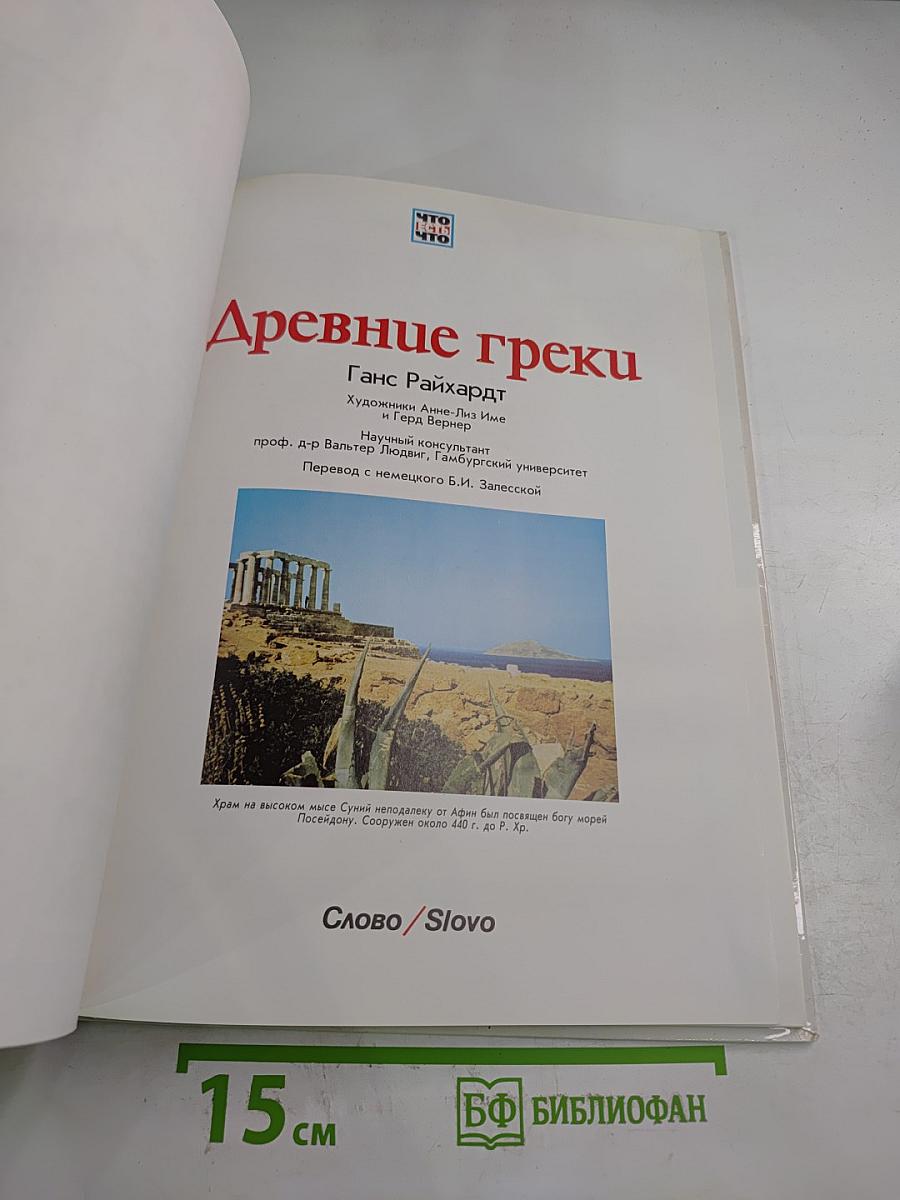 ЧТО
ЕСТЬ
ЧТО
Древние греки
Ганс Райхардт
Художники Анне-Лиз Име
и Герд Вернер
Научный консультант
проф. д-р Вальтер Людвиг, Гамбургский университет
Перевод с немецкого Б.И. Залесской
Храм на высоком мысе Суний неподалеку от Афин был посвящен богу морей
Посейдону. Сооружен около 440 г. до Р. Хр.
Слово/Slovo
15 см
БФ БИБЛИОФАН